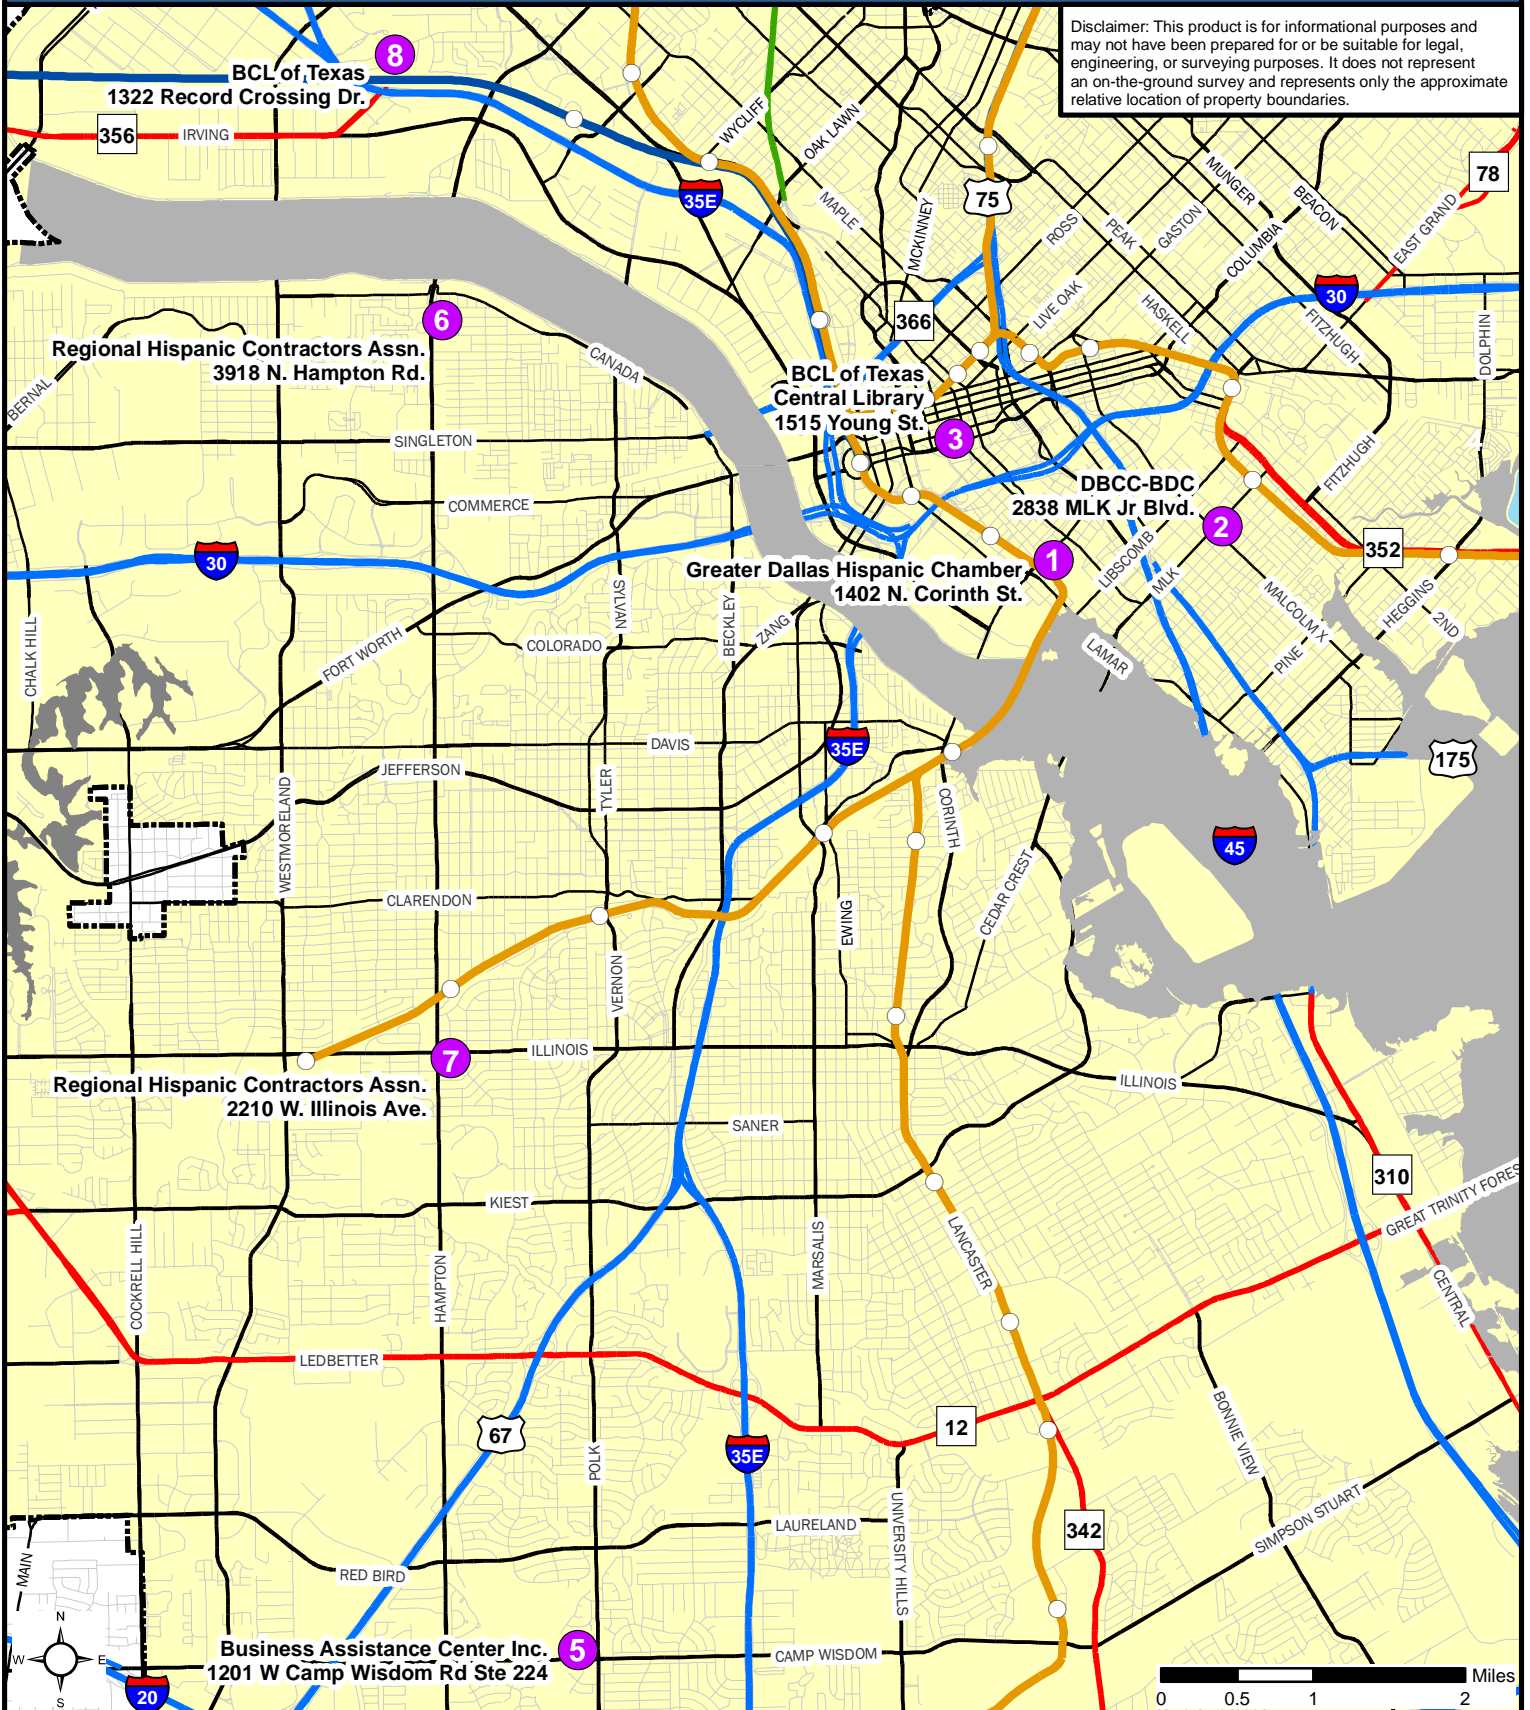 Disclaimer: This product is for informational purposes and
may not have been prepared for or be suitable for legal,
engineering, or surveying purposes. It does not represent
an on-the-ground survey and represents only the approximate
relative location of property boundaries.
8
BCL of Texas
1322 Record Crossing Dr.
356
IRVING
WYCLIFF
OAK LAWN
35E
MAPLE
MCKINNEY
75
ROSS
PEAK
GASTON
MUNGER
BEACON
COLUMBIA
EAST GRAND
78
30
6
Regional Hispanic Contractors Assn.
3918 N. Hampton Rd.
BERNAL
CANADA
366
LIVE OAK
HASKELL
FITZHUGH
DOLPHIN
BCL of Texas
Central Library
1515 Young St.
3
SINGLETON
COMMERCE
FITZHUGH
DBCC-BDC
2838 MLK Jr Blvd.
2
352
30
1
Greater Dallas Hispanic Chamber
1402 N. Corinth St.
LIBSCOMB
MLK
MALCOLM X
HEGGINS
2ND
PINE
LAMAR
CHALK HILL
FORT WORTH
SYLVAN
COLORADO
BECKLEY
ZANG
35E
DAVIS
JEFFERSON
TYLER
WESTMORELAND
175
45
CORINTH
CEDAR CREST
CLARENDON
EWING
VERNON
7
ILLINOIS
Regional Hispanic Contractors Assn.
2210 W. Illinois Ave.
ILLINOIS
SANER
310
GREAT TRINITY FORES
KIEST
COCKRELL HILL
HAMPTON
MARSALIS
LANCASTER
CENTRAL
LEDBETTER
12
67
35E
POLK
BONNIE VIEW
UNIVERSITY HILLS
LAURELAND
342
SIMPSON STUART
RED BIRD
MAIN
N
W
E
S
20
Business Assistance Center Inc.
1201 W Camp Wisdom Rd Ste 224
5
CAMP WISDOM
Miles
0 0.5 1 2